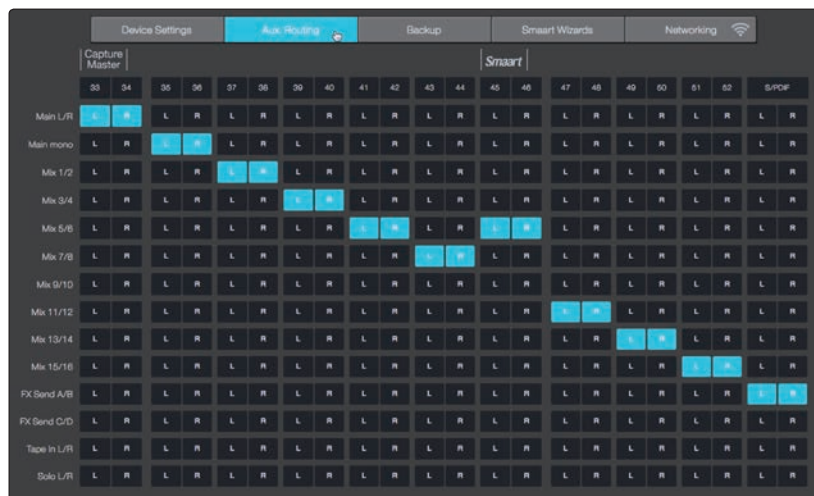 Device Settings Aux. Routing Backup Smaart Wizards Networking
Capture Master Smaart
33 34 35 36 37 38 39 40 41 42 43 44 45 46 47 48 49 50 51 52 S/PDIF
Main L/R L R L R L R L R L R L R L R L R L R L R L R
Main mono L R L R L R L R L R L R L R L R L R L R L R
Mix 1/2 L R L R L R L R L R L R L R L R L R L R L R
Mix 3/4 L R L R L R L R L R L R L R L R L R L R L R
Mix 5/6 L R L R L R L R L R L R L R L R L R L R L R
Mix 7/8 L R L R L R L R L R L R L R L R L R L R L R
Mix 9/10 L R L R L R L R L R L R L R L R L R L R L R
Mix 11/12 L R L R L R L R L R L R L R L R L R L R L R
Mix 13/14 L R L R L R L R L R L R L R L R L R L R L R
Mix 15/16 L R L R L R L R L R L R L R L R L R L R L R
FX Send A/B L R L R L R L R L R L R L R L R L R L R L R
FX Send C/D L R L R L R L R L R L R L R L R L R L R L R
Tape In L/R L R L R L R L R L R L R L R L R L R L R L R
Solo L/R L R L R L R L R L R L R L R L R L R L R L R